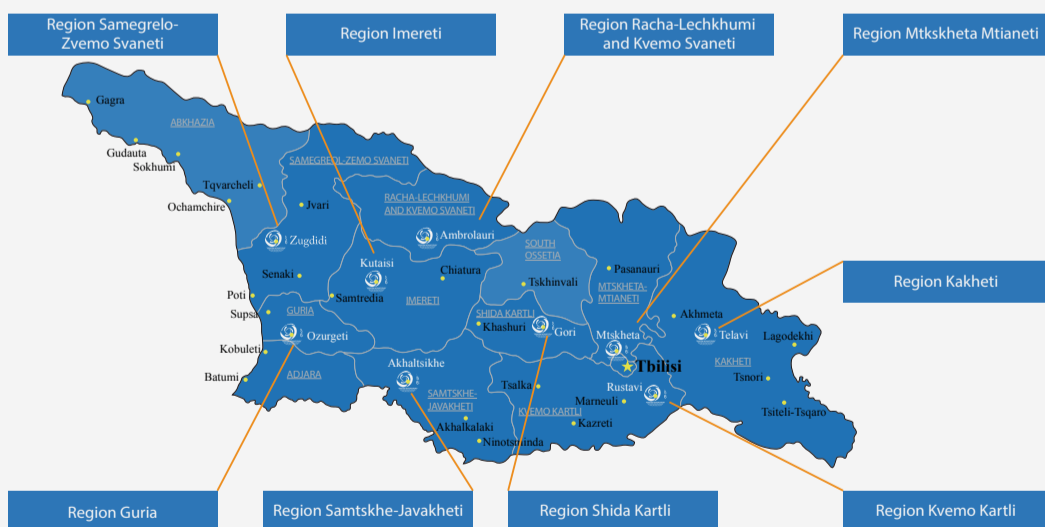 Region Samegrelo-
Zvemo Svaneti
Region Imereti
Region Racha-Lechkhumi
and Kvemo Svaneti
Region Mtkskheta Mtianeti
Gagra
ABKHAZIA
Gudauta
Sokhumi
SAMEGREOL-ZEMO SVANETI
Tqvarcheli
Ochamchire
Jvari
RACHA-LECHKHUMI
AND KVEMO SVANETI
Zugdidi
Ambrolauri
SOUTH
OSSETIA
Kutaisi
Chiatura
Pasanauri
Senaki
Tskhinvali
MTSKHETA-
MTIANETI
Region Kakheti
Poti
Samtredia
IMERETI
Supsa
GURIA
SHIDA KARTLI
Akhmeta
Ozurgeti
Khashuri
Gori
Mtskheta
Telavi
Lagodekhi
Kobuleti
Akhaltsikhe
Tbilisi
KAKHETI
Batumi
ADJARA
Tsalka
Rustavi
Tsnori
SAMTSKHE-
JAVAKHETI
Marneuli
Tsiteli-Tsqaro
KVEMO KARTLI
Akhalkalaki
Kazreti
Ninotsminda
Region Guria
Region Samtskhe-Javakheti
Region Shida Kartli
Region Kvemo Kartli